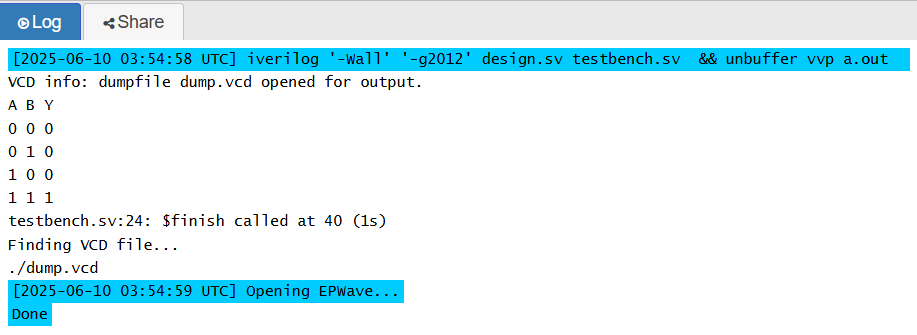 Log Share
[2025-06-10 03:54:58 UTC] iverilog '-Wall' '-g2012' design.sv testbench.sv  && unbuffer vvp a.out
VCD info: dumpfile dump.vcd opened for output.
A B Y
0 0 0
0 1 0
1 0 0
1 1 1
testbench.sv:24: $finish called at 40 (1s)
Finding VCD file...
./dump.vcd
[2025-06-10 03:54:59 UTC] Opening EPWave...
Done